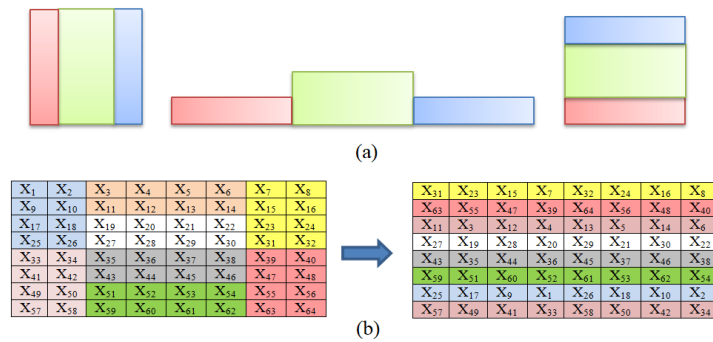 (a)
X₁ X₂ X₃ X₄ X₅ X₆ X₇ X₈ X₃₁ X₂₃ X₁₅ X₇ X₃₂ X₂₄ X₁₆ X₈
X₉ X₁₀ X₁₁ X₁₂ X₁₃ X₁₄ X₁₅ X₁₆ X₆₃ X₅₅ X₄₇ X₃₉ X₆₄ X₅₆ X₄₈ X₄₀
X₁₇ X₁₈ X₁₉ X₂₀ X₂₁ X₂₂ X₂₃ X₂₄ X₁₁ X₃ X₁₂ X₄ X₁₃ X₅ X₁₄ X₆
X₂₅ X₂₆ X₂₇ X₂₈ X₂₉ X₃₀ X₃₁ X₃₂ X₂₇ X₁₉ X₂₈ X₂₀ X₂₉ X₂₁ X₃₀ X₂₂
X₃₃ X₃₄ X₃₅ X₃₆ X₃₇ X₃₈ X₃₉ X₄₀ X₄₃ X₃₅ X₄₄ X₃₆ X₄₅ X₃₇ X₄₆ X₃₈
X₄₁ X₄₂ X₄₃ X₄₄ X₄₅ X₄₆ X₄₇ X₄₈ X₅₉ X₅₁ X₆₀ X₅₂ X₆₁ X₅₃ X₆₂ X₅₄
X₄₉ X₅₀ X₅₁ X₅₂ X₅₃ X₅₄ X₅₅ X₅₆ X₂₅ X₁₇ X₉ X₁ X₂₆ X₁₈ X₁₀ X₂
X₅₇ X₅₈ X₅₉ X₆₀ X₆₁ X₆₂ X₆₃ X₆₄ X₅₇ X₄₉ X₄₁ X₃₃ X₅₈ X₅₀ X₄₂ X₃₄
(b)